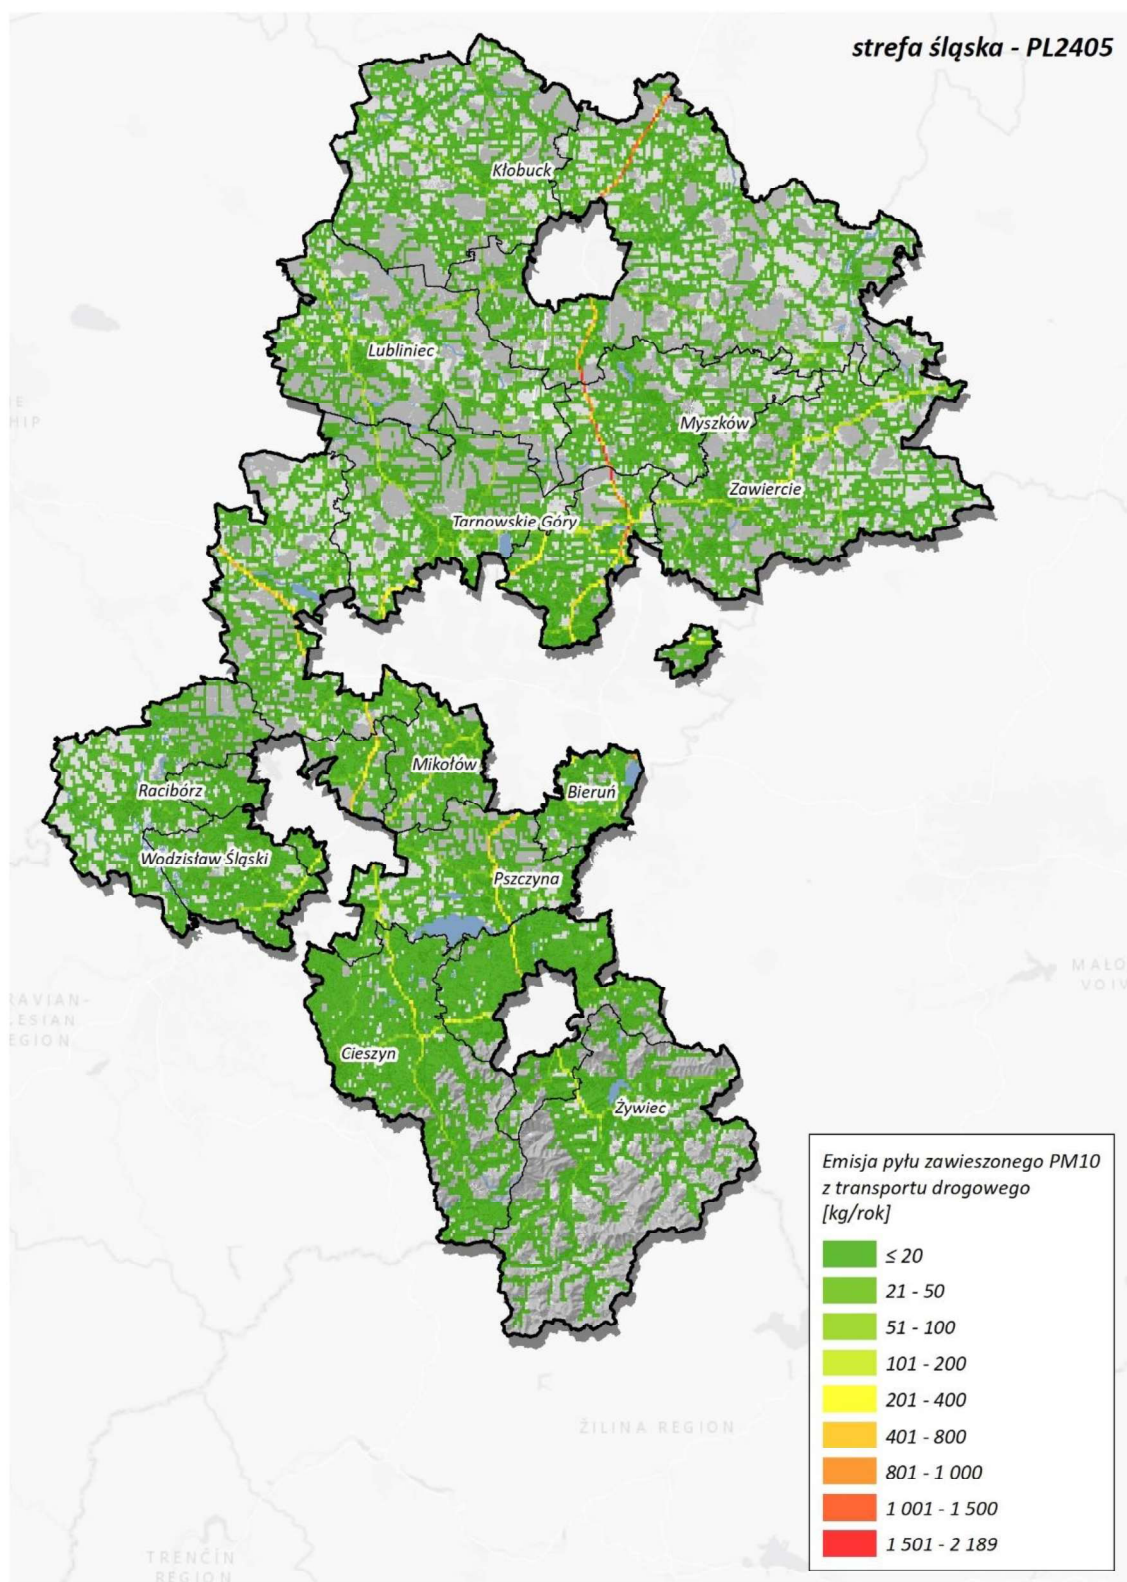 strefa śląska - PL2405
Kłobuck
Lubliniec
Myszków
Zawiercie
Tarnowskie Góry
Mikołów
Bieruń
Racibórz
Wodzisław Śląski
Pszczyna
Cieszyn
Żywiec
HIP
RAVIAN-
LESIAN
EGION
MAŁO
VOIV
ŽILINA REGION
TRENČÍN
REGION
Emisja pyłu zawieszonego PM10
z transportu drogowego
[kg/rok]
≤ 20
21 - 50
51 - 100
101 - 200
201 - 400
401 - 800
801 - 1 000
1 001 - 1 500
1 501 - 2 189